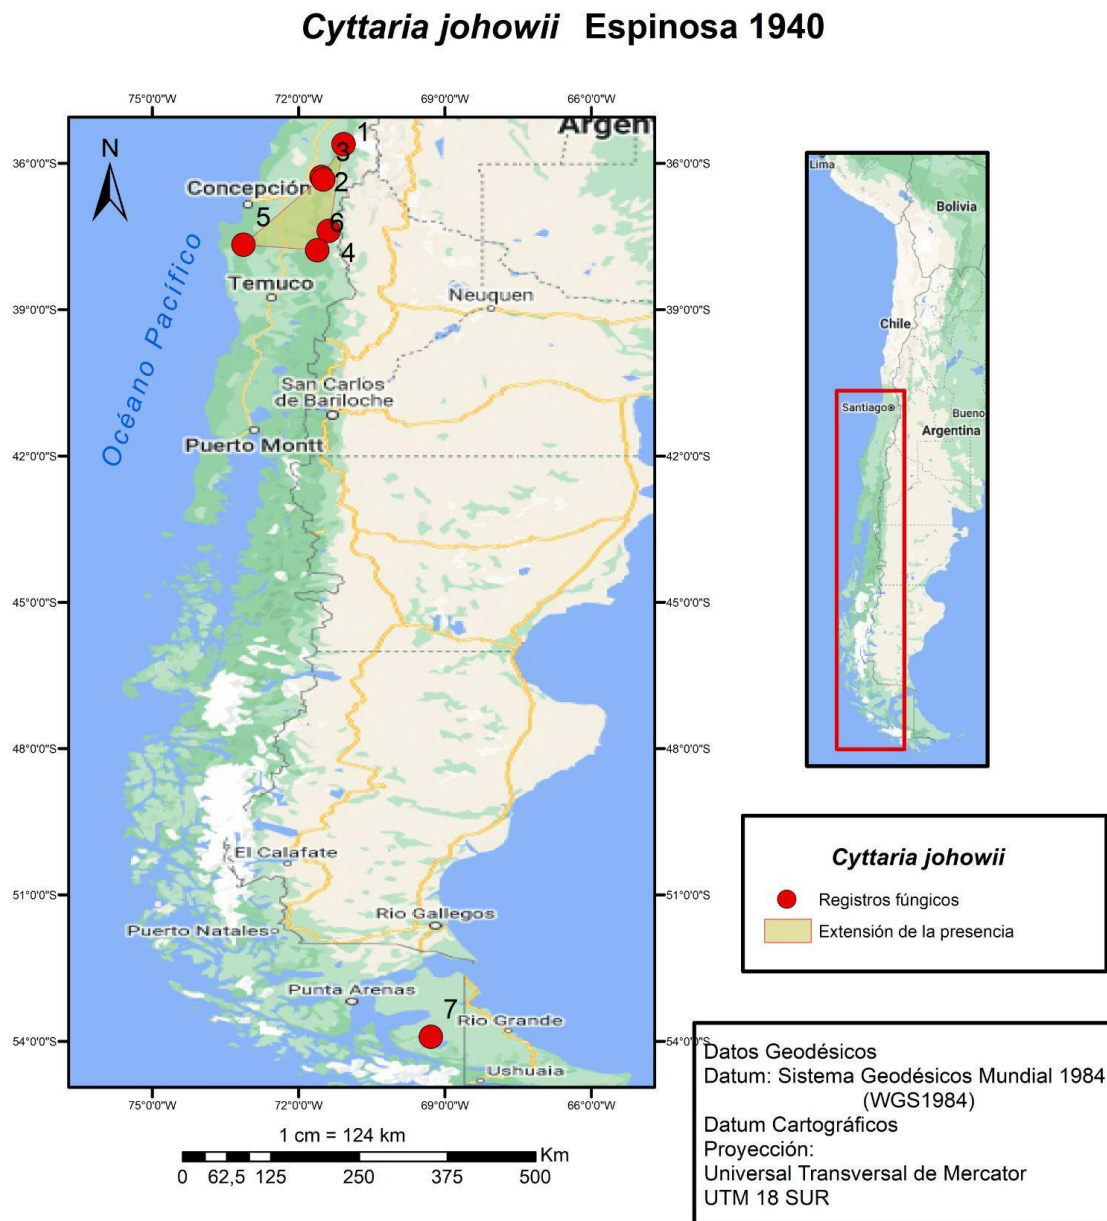 Cyttaria johowii Espinosa 1940
75°0'0"W 72°0'0"W 69°0'0"W 66°0'0"W
Argen
36°0'0"S
36°0'0"S
N
1
3
2
Concepción
5
6
4
Temuco
Océano Pacífico
39°0'0"S
39°0'0"S
Neuquen
San Carlos
de Bariloche
Puerto Montt
42°0'0"S
42°0'0"S
45°0'0"S
45°0'0"S
48°0'0"S
48°0'0"S
El Calafate
51°0'0"S
51°0'0"S
Rio Gallegos
Puerto Natales
Punta Arenas
7
Rio Grande
54°0'0"S
54°0'0"S
Ushuaia
75°0'0"W 72°0'0"W 69°0'0"W 66°0'0"W
1 cm = 124 km
Km
0 62,5 125 250 375 500
Lima
Bolivia
Chile
Santiago
Bueno
Argentina
Cyttaria johowii
Registros fúngicos
Extensión de la presencia
Datos Geodésicos
Datum: Sistema Geodésicos Mundial 1984
(WGS1984)
Datum Cartográficos
Proyección:
Universal Transversal de Mercator
UTM 18 SUR